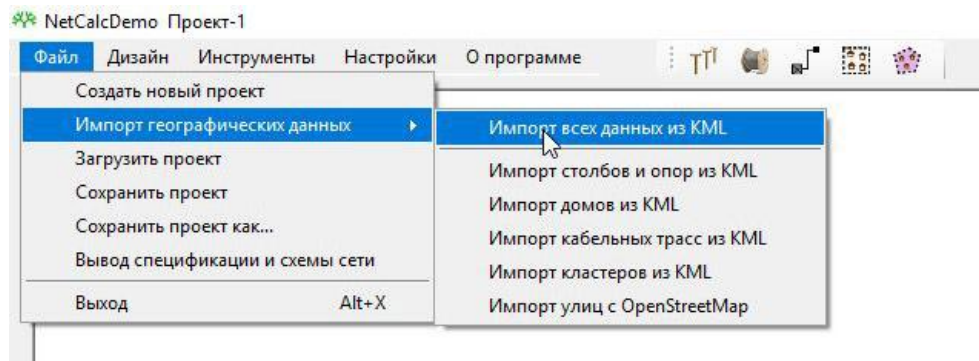 NetCalcDemo Проект-1
Файл Дизайн Инструменты Настройки О программе
Создать новый проект
Импорт географических данных
Загрузить проект
Сохранить проект
Сохранить проект как...
Вывод спецификации и схемы сети
Выход Alt+X
Импорт всех данных из KML
Импорт столбов и опор из KML
Импорт домов из KML
Импорт кабельных трасс из KML
Импорт кластеров из KML
Импорт улиц с OpenStreetMap